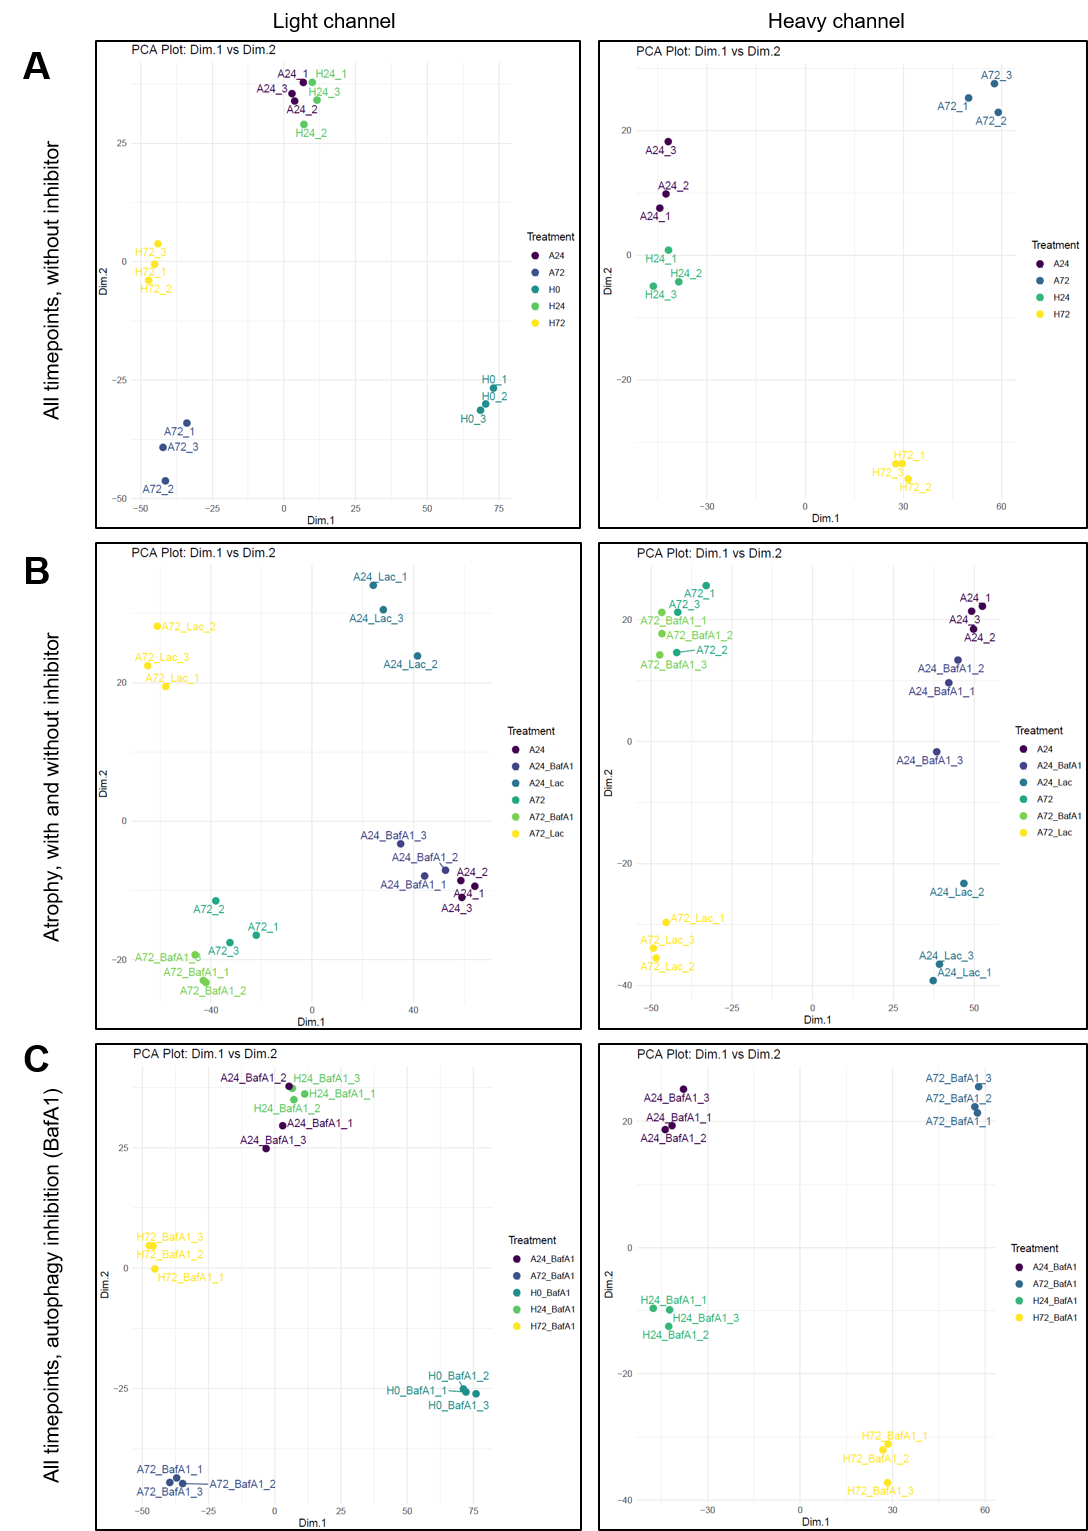 Light channel
Heavy channel
A
All timepoints, without inhibitor
PCA Plot: Dim.1 vs Dim.2
A24_1
H24_1
A24_3
H24_3
A24_2
H24_2
25
H72_3
0
H72_1
H72_2
Dim.2
−25
H0_1
H0_2
H0_3
A72_1
A72_3
A72_2
−50
−50
−25
0
25
50
75
Dim.1
Treatment
A24
A72
H0
H24
H72
PCA Plot: Dim.1 vs Dim.2
A72_3
A72_1
A72_2
20
A24_3
A24_2
A24_1
0
H24_1
H24_2
H24_3
Dim.2
−20
H72_1
H72_3
H72_2
−30
0
30
60
Dim.1
Treatment
A24
A72
H24
H72
B
Atrophy, with and without inhibitor
PCA Plot: Dim.1 vs Dim.2
A24_Lac_1
A24_Lac_3
A72_Lac_2
A72_Lac_3
A24_Lac_2
A72_Lac_1
20
Dim.2
0
A24_BafA1_3
A24_BafA1_2
A24_BafA1_1
A24_2
A24_1
A24_3
A72_2
A72_1
A72_3
A72_BafA1_3
−20
A72_BafA1_1
A72_BafA1_2
−40
0
40
Dim.1
Treatment
A24
A24_BafA1
A24_Lac
A72
A72_BafA1
A72_Lac
PCA Plot: Dim.1 vs Dim.2
A72_1
A72_3
A72_BafA1_1
A72_BafA1_2
A72_2
A72_BafA1_3
A24_1
A24_3
A24_2
A24_BafA1_2
A24_BafA1_1
A24_BafA1_3
20
0
Dim.2
−20
A24_Lac_2
A72_Lac_1
A72_Lac_3
A72_Lac_2
A24_Lac_3
A24_Lac_1
−40
−50
−25
0
25
50
Dim.1
Treatment
A24
A24_BafA1
A24_Lac
A72
A72_BafA1
A72_Lac
C
All timepoints, autophagy inhibition (BafA1)
PCA Plot: Dim.1 vs Dim.2
A24_BafA1_2
H24_BafA1_3
H24_BafA1_1
H24_BafA1_2
A24_BafA1_1
A24_BafA1_3
25
H72_BafA1_3
H72_BafA1_2
0
H72_BafA1_1
Dim.2
H0_BafA1_2
−25
H0_BafA1_1
H0_BafA1_3
A72_BafA1_1
A72_BafA1_2
A72_BafA1_3
−50
−25
0
25
50
75
Dim.1
Treatment
A24_BafA1
A72_BafA1
H0_BafA1
H24_BafA1
H72_BafA1
PCA Plot: Dim.1 vs Dim.2
A24_BafA1_3
A24_BafA1_1
A24_BafA1_2
A72_BafA1_3
A72_BafA1_2
A72_BafA1_1
20
0
Dim.2
H24_BafA1_1
H24_BafA1_3
H24_BafA1_2
−20
H72_BafA1_1
H72_BafA1_2
H72_BafA1_3
−40
−30
0
30
60
Dim.1
Treatment
A24_BafA1
A72_BafA1
H24_BafA1
H72_BafA1